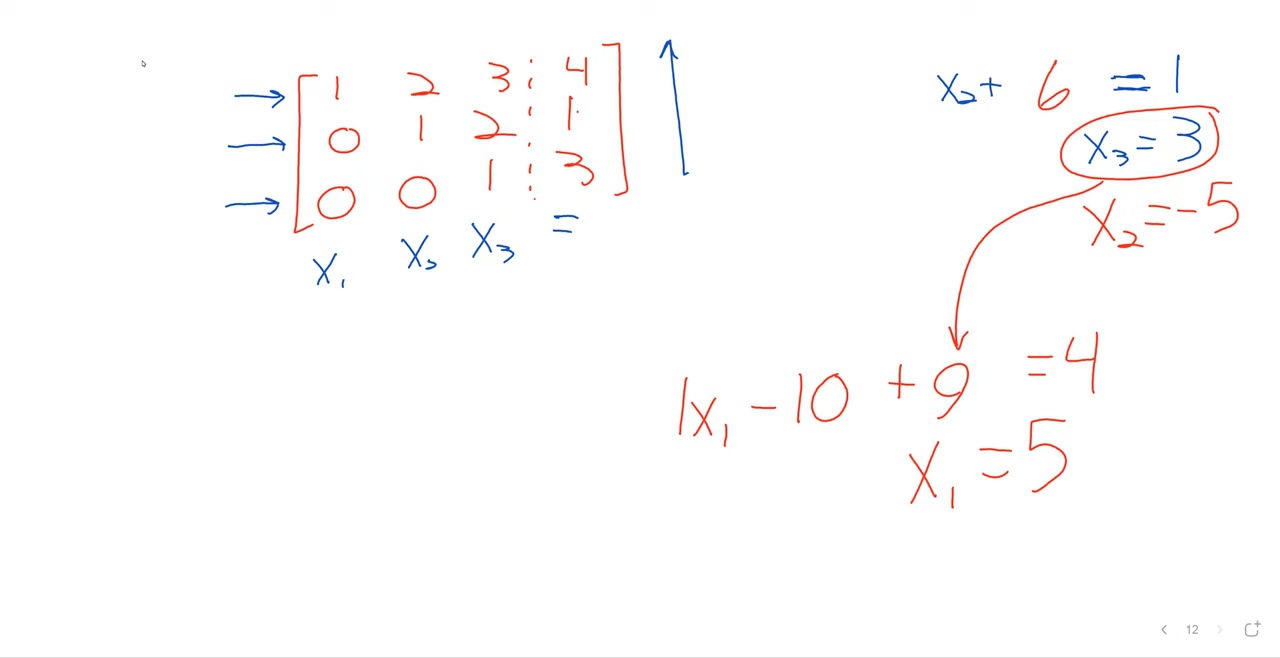 1 2 3 ⋮ 4
0 1 2 ⋮ 1
0 0 1 ⋮ 3
x₁ x₂ x₃ =
x₂ + 6 = 1
x₃ = 3
x₂ = -5
1x₁ - 10 + 9 = 4
x₁ = 5
12